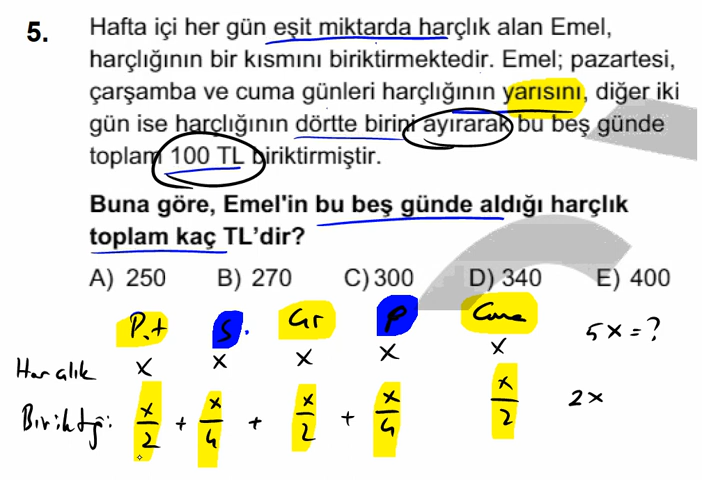 5. Hafta içi her gün eşit miktarda harçlık alan Emel,
harçlığının bir kısmını biriktirmektedir. Emel; pazartesi,
çarşamba ve cuma günleri harçlığının yarısını, diğer iki
gün ise harçlığının dörtte birini ayırarak bu beş günde
toplam 100 TL biriktirmiştir.
Buna göre, Emel'in bu beş günde aldığı harçlık
toplam kaç TL'dir?
A) 250 B) 270 C) 300 D) 340 E) 400
P.t S. Gr P Cuma 5x = ?
Harçlık x x x x x
Biriktği: x/2 + x/4 + x/2 + x/4 x/2 2x